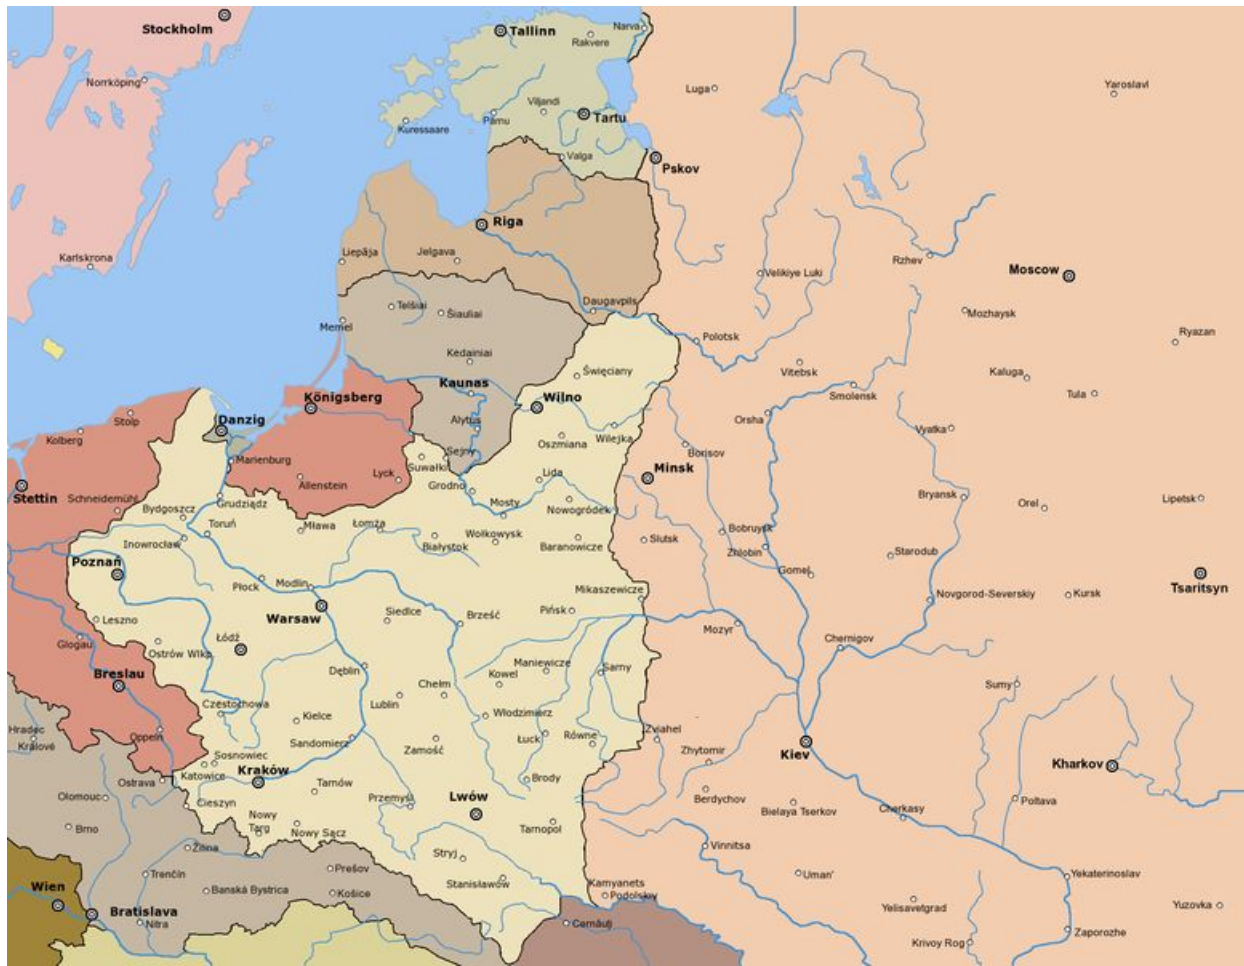 Stockholm
Tallinn
Narva
Rakvere
Norrköping
Luga
Yaroslavl
Viljandi
Kuressaare
Pärnu
Tartu
Valga
Pskov
Riga
Karlskrona
Liepāja
Jelgava
Rzhev
Moscow
Velikiye Luki
Telšiai
Šiauliai
Daugavpils
Mozhaysk
Memel
Polotsk
Ryazan
Kedainiai
Święciany
Vitebsk
Kaluga
Kaunas
Königsberg
Wilno
Smolensk
Tula
Stolp
Danzig
Alytus
Orsha
Kolberg
Oszmiana
Wilejka
Vyatka
Marienburg
Sejny
Borisov
Suwałki
Minsk
Lyck
Lida
Allenstein
Grodno
Stettin
Schneidemühl
Bryansk
Lipetsk
Grudziądz
Mosty
Orel
Bydgoszcz
Nowogródek
Toruń
Mława
Łomża
Bobruysk
Wołkowysk
Inowrocław
Białystok
Baranowicze
Slutsk
Zhlobin
Starodub
Poznań
Gomel
Płock
Modlin
Mikaszewicze
Tsaritsyn
Novgorod-Severskiy
Kursk
Siedlce
Pińsk
Warsaw
Brześć
Leszno
Mozyr
Łódź
Chernigov
Glogau
Ostrów Wlkp.
Maniewicze
Sarny
Dęblin
Kowel
Breslau
Chełm
Sumy
Częstochowa
Lublin
Włodzimierz
Kielce
Hradec
Králové
Oppeln
Sandomierz
Zamość
Łuck
Równe
Zviahel
Zhytomir
Kiev
Sosnowiec
Kharkov
Katowice
Kraków
Ostrava
Tarnów
Brody
Olomouc
Cieszyn
Przemyśl
Lwów
Berdychov
Bielaya Tserkov
Poltava
Cherkasy
Nowy
Targ
Nowy Sącz
Tarnopol
Brno
Žilina
Vinnitsa
Stryj
Prešov
Trenčín
Uman'
Yekaterinoslav
Stanisławów
Kamyanets
Podolskiy
Wien
Banská Bystrica
Košice
Yelisavetgrad
Yuzovka
Bratislava
Nitra
Cernăuți
Zaporozhe
Krivoy Rog